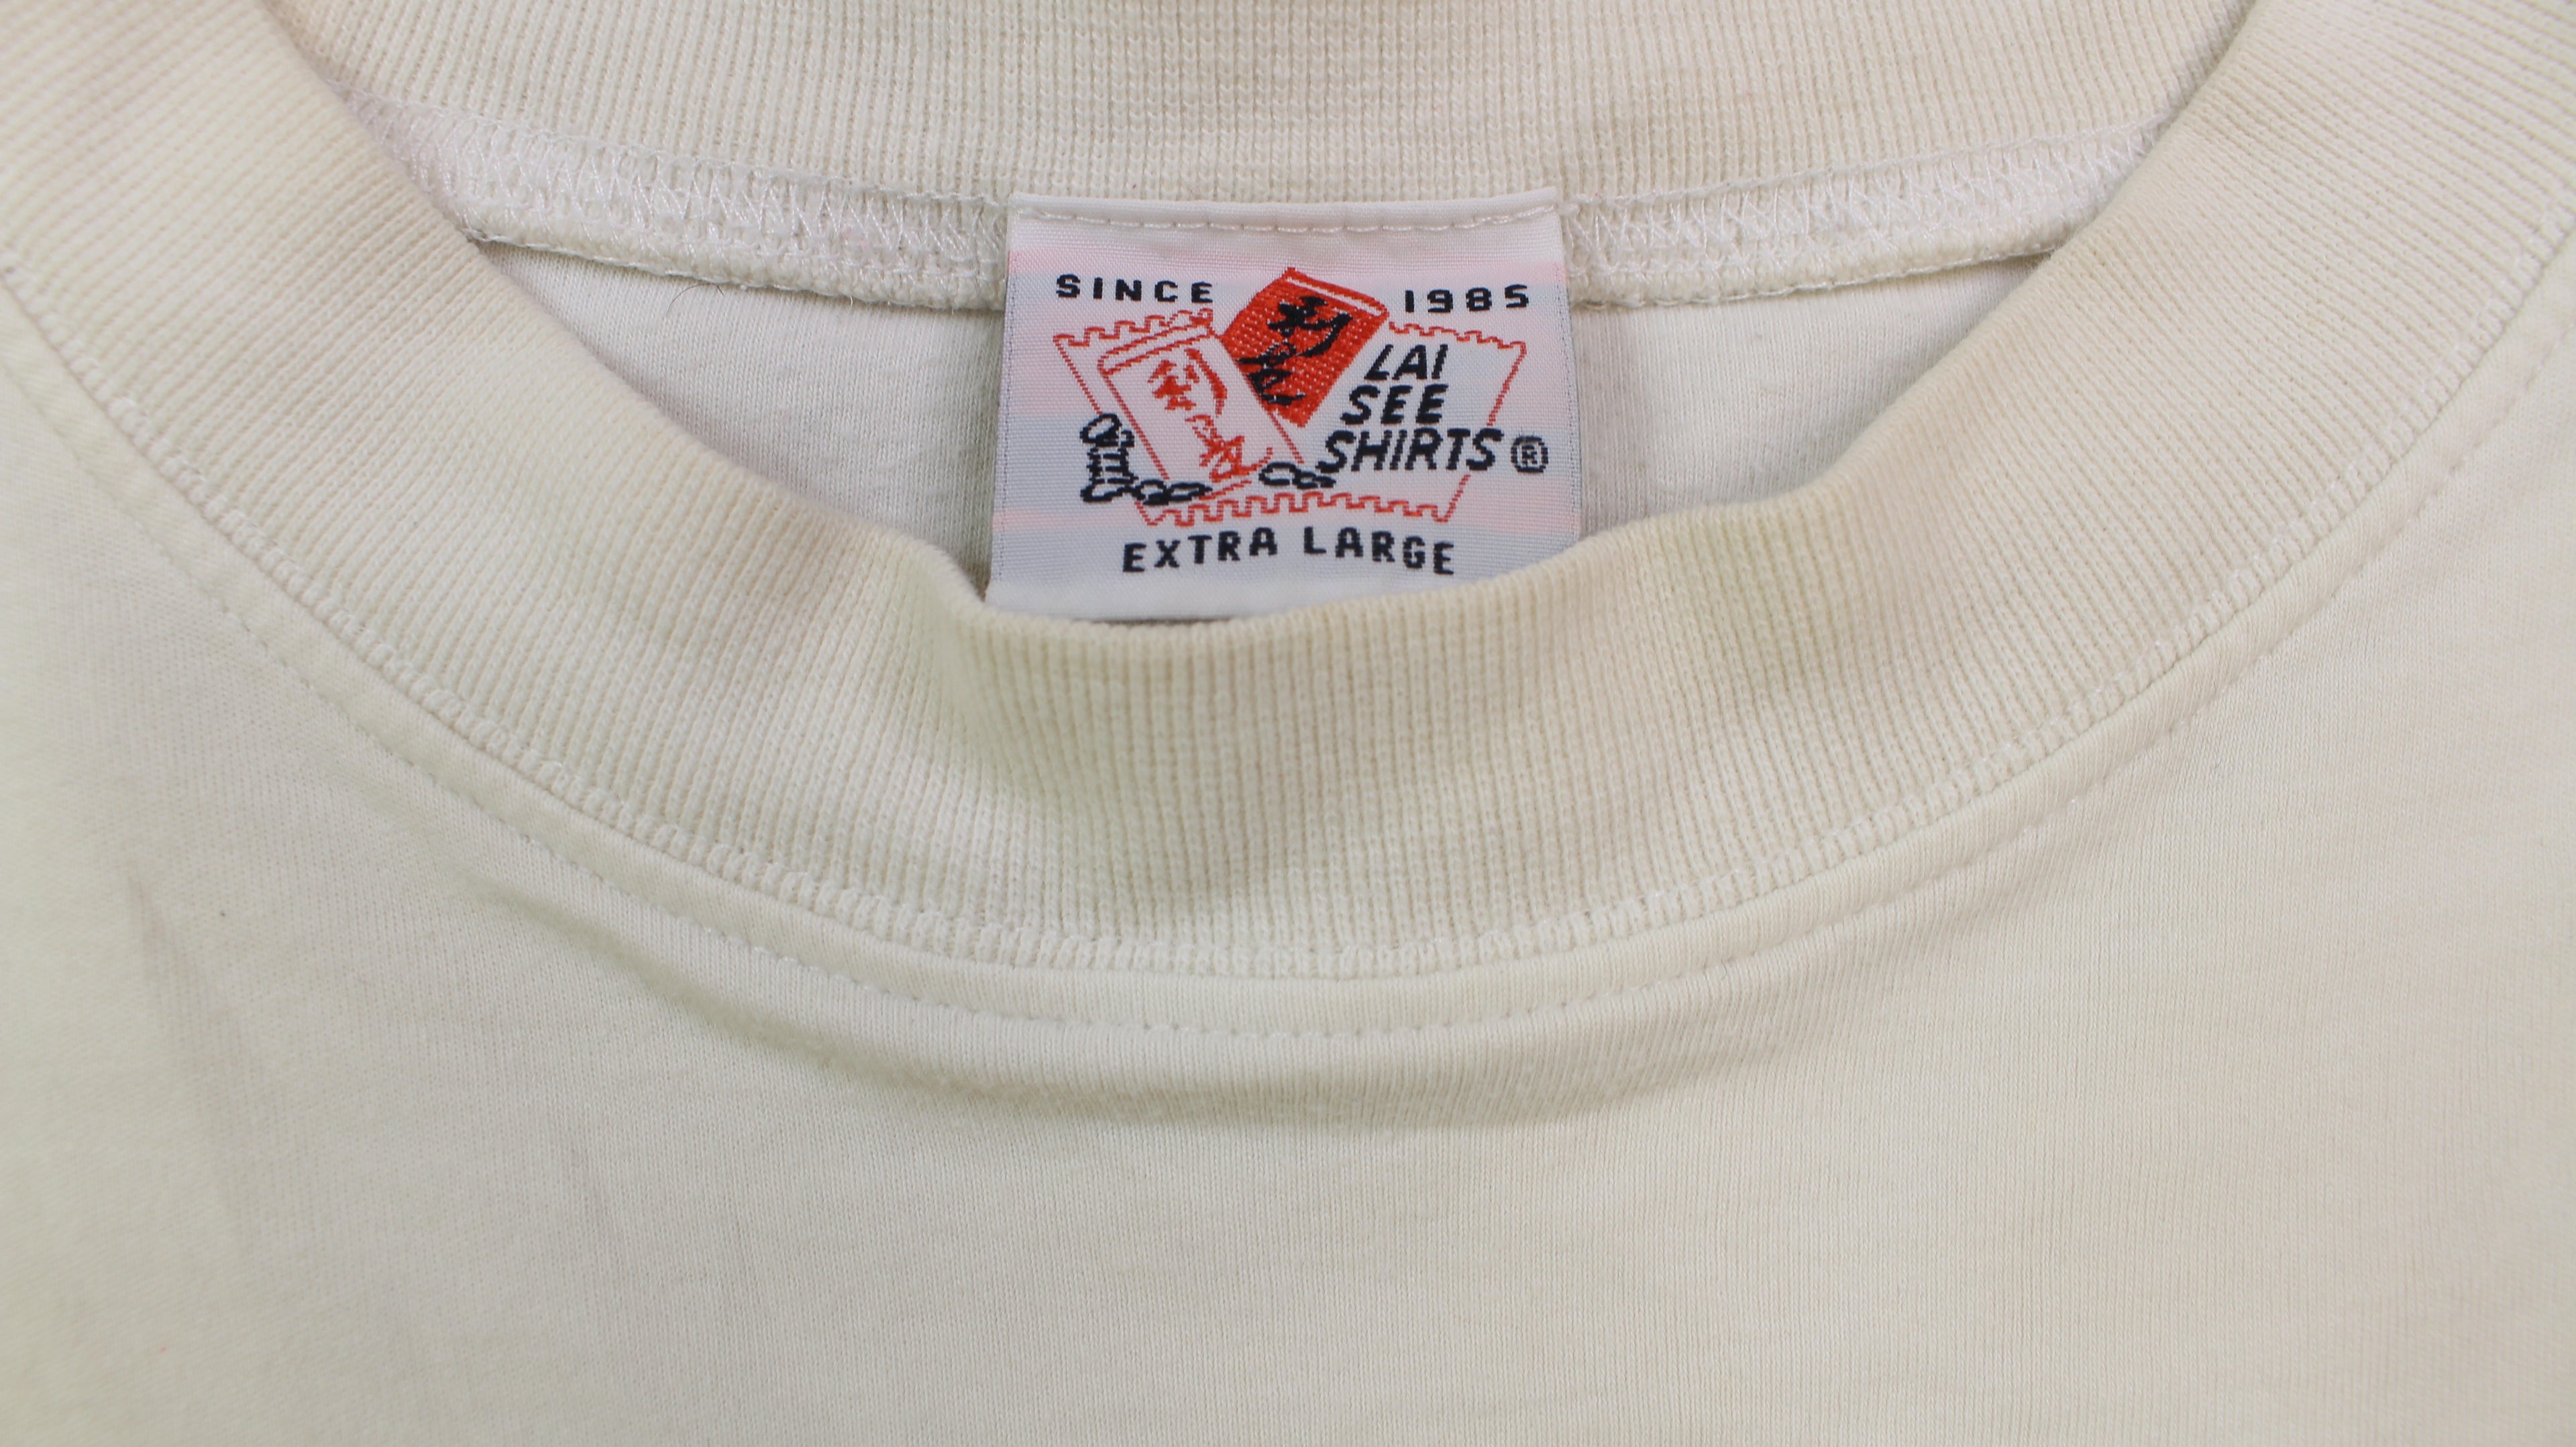 SINCE 1985
LAI
SEE
SHIRTS ®
EXTRA LARGE